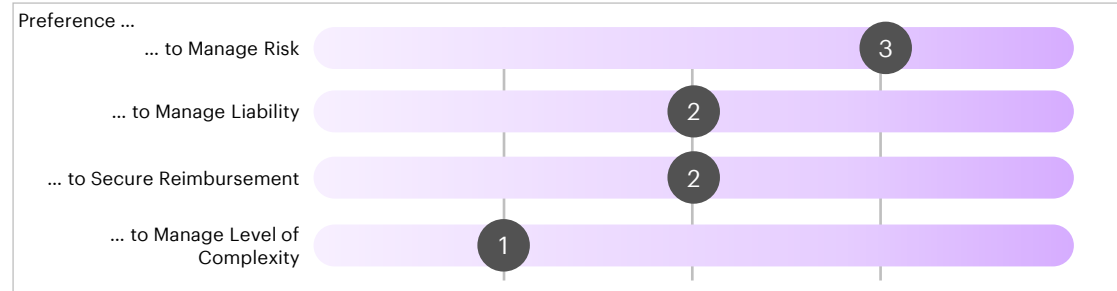 Preference ...
... to Manage Risk
3
... to Manage Liability
2
... to Secure Reimbursement
2
... to Manage Level of
Complexity
1